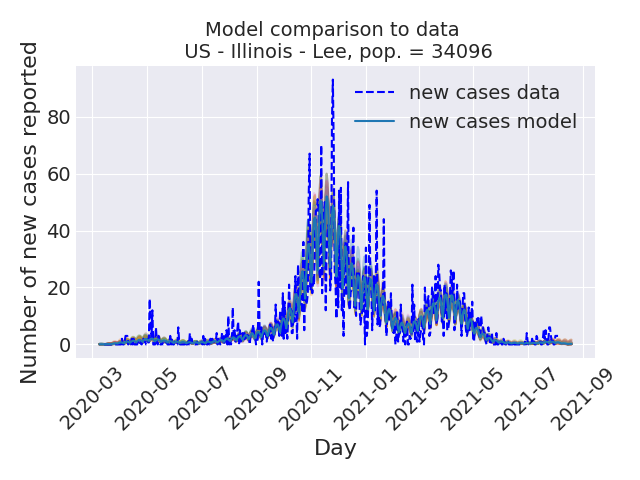 Model comparison to data
US - Illinois - Lee, pop. = 34096
Number of new cases reported
new cases data
new cases model
80
60
40
20
0
2020-03
2020-05
2020-07
2020-09
2020-11
2021-01
2021-03
2021-05
2021-07
2021-09
Day